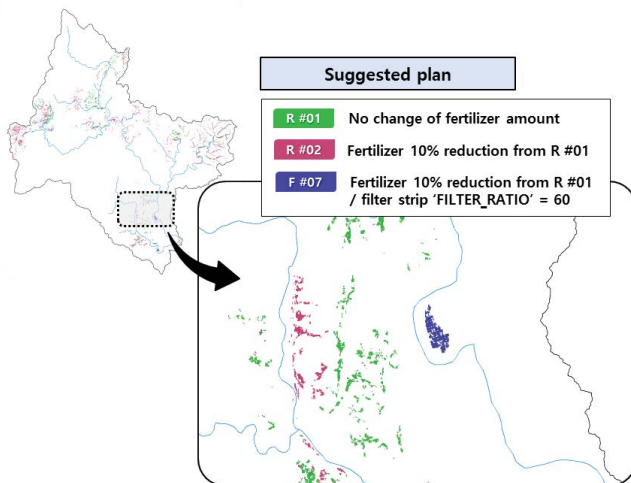 Suggested plan
R #01 No change of fertilizer amount
R #02 Fertilizer 10% reduction from R #01
F #07 Fertilizer 10% reduction from R #01
/ filter strip ‘FILTER_RATIO’ = 60